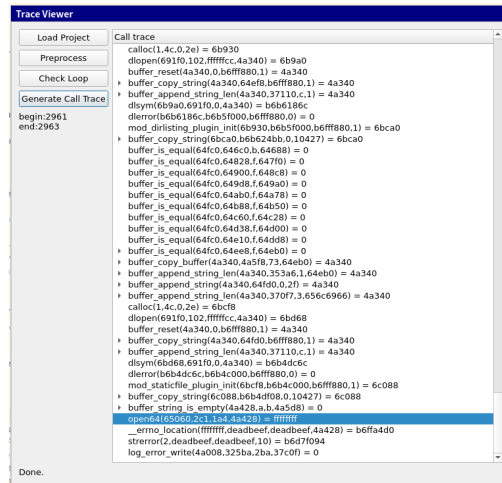 Trace Viewer
Load Project
Preprocess
Check Loop
Generate Call Trace
begin:2961
end:2963
Call trace
calloc(1,4c,0,2e) = 6b930
dlopen(691f0,102,ffffffcc,4a340) = 6b9a0
buffer_reset(4a340,0,b6fff880,1) = 4a340
buffer_copy_string(4a340,64ef8,b6fff880,1) = 4a340
buffer_append_string_len(4a340,37110,c,1) = 4a340
dlsym(6b9a0,691f0,0,4a340) = b6b6186c
dlerror(b6b6186c,b6b5f000,b6fff880,0) = 0
mod_dirlisting_plugin_init(6b930,b6b5f000,b6fff880,1) = 6bca0
buffer_copy_string(6bca0,b6b624bb,0,10427) = 6bca0
buffer_is_equal(64fc0,646c0,b,64688) = 0
buffer_is_equal(64fc0,64828,f,647f0) = 0
buffer_is_equal(64fc0,64900,f,648c8) = 0
buffer_is_equal(64fc0,649d8,f,649a0) = 0
buffer_is_equal(64fc0,64ab0,f,64a78) = 0
buffer_is_equal(64fc0,64b88,f,64b50) = 0
buffer_is_equal(64fc0,64c60,f,64c28) = 0
buffer_is_equal(64fc0,64d38,f,64d00) = 0
buffer_is_equal(64fc0,64e10,f,64dd8) = 0
buffer_is_equal(64fc0,64ee8,f,64eb0) = 0
buffer_copy_buffer(4a340,4a5f8,73,64eb0) = 4a340
buffer_append_string_len(4a340,353a6,1,64eb0) = 4a340
buffer_append_string(4a340,64fd0,0,2f) = 4a340
buffer_append_string_len(4a340,370f7,3,656c6966) = 4a340
calloc(1,4c,0,2e) = 6bcf8
dlopen(691f0,102,ffffffcc,4a340) = 6bd68
buffer_reset(4a340,0,b6fff880,1) = 4a340
buffer_copy_string(4a340,64fd0,b6fff880,1) = 4a340
buffer_append_string_len(4a340,37110,c,1) = 4a340
dlsym(6bd68,691f0,0,4a340) = b6b4dc6c
dlerror(b6b4dc6c,b6b4c000,b6fff880,0) = 0
mod_staticfile_plugin_init(6bcf8,b6b4c000,b6fff880,1) = 6c088
buffer_copy_string(6c088,b6b4df08,0,10427) = 6c088
buffer_string_is_empty(4a428,a,b,4a5d8) = 0
open64(65060,2c1,1a4,4a428) = ffffffff
__errno_location(ffffffff,deadbeef,deadbeef,4a428) = b6ffa4d0
strerror(2,deadbeef,deadbeef,10) = b6d7f094
log_error_write(4a008,325ba,2ba,37c0f) = 0
Done.